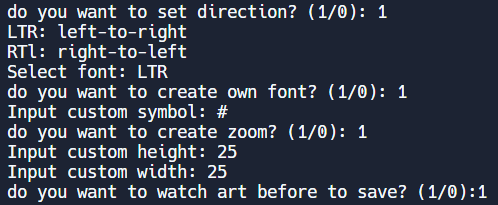 do you want to set direction? (1/0): 1
LTR: left-to-right
RTl: right-to-left
Select font: LTR
do you want to create own font? (1/0): 1
Input custom symbol: #
do you want to create zoom? (1/0): 1
Input custom height: 25
Input custom width: 25
do you want to watch art before to save? (1/0):1